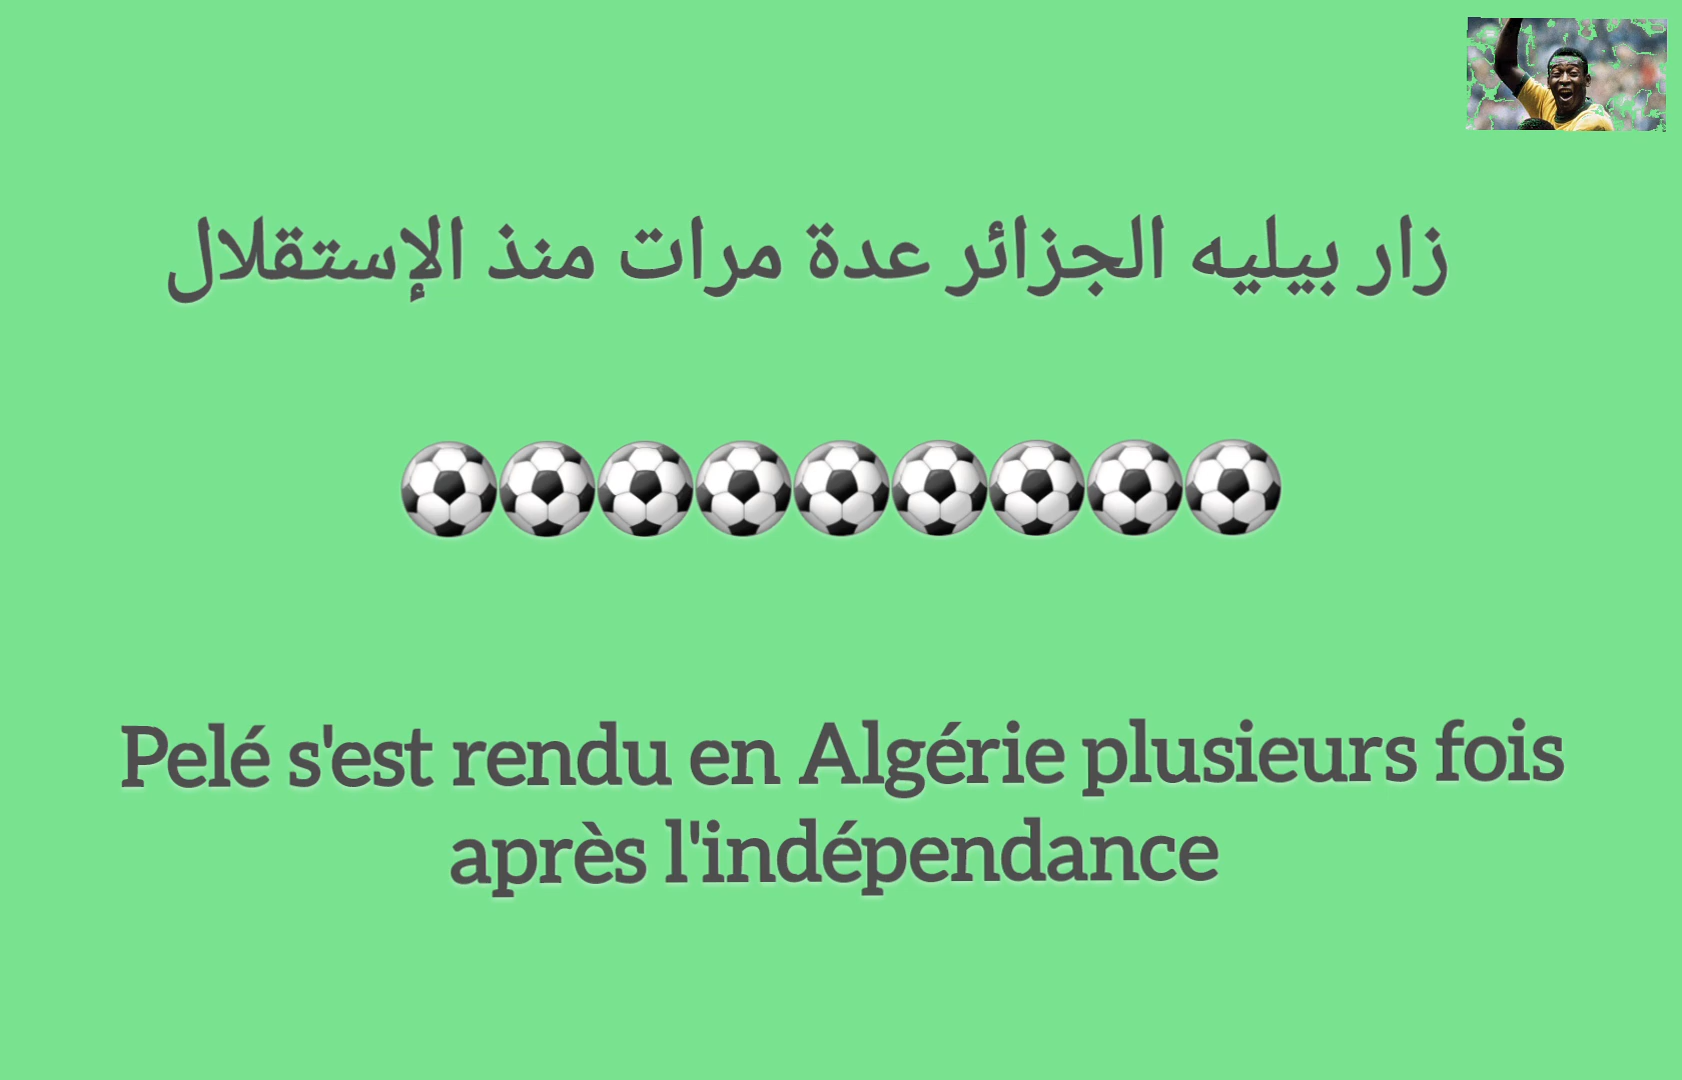 زار بيليه الجزائر عدة مرات منذ الإستقلال
⚽⚽⚽⚽⚽⚽⚽⚽⚽
Pelé s'est rendu en Algérie plusieurs fois
après l'indépendance